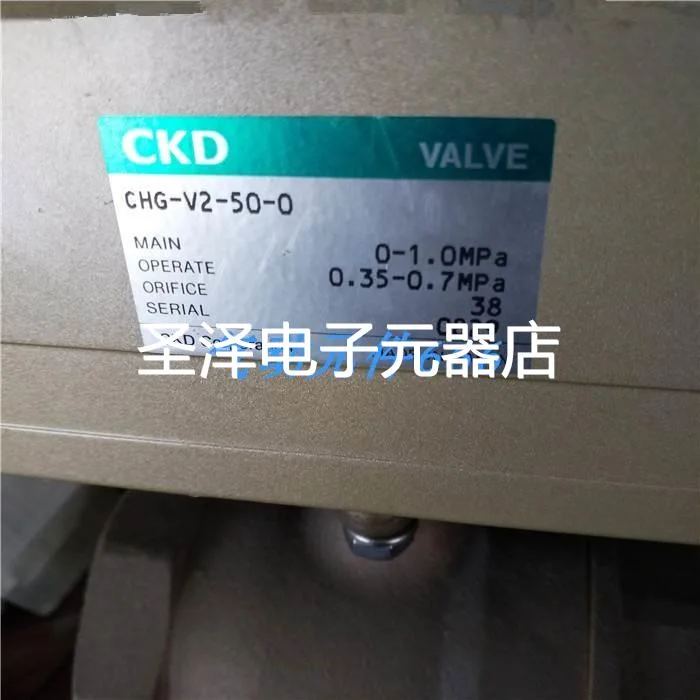 CKD VALVE
CHG-V2-50-0
MAIN 0-1.0MPa
OPERATE 0.35-0.7MPa
ORIFICE 38
SERIAL
圣泽电子元器店